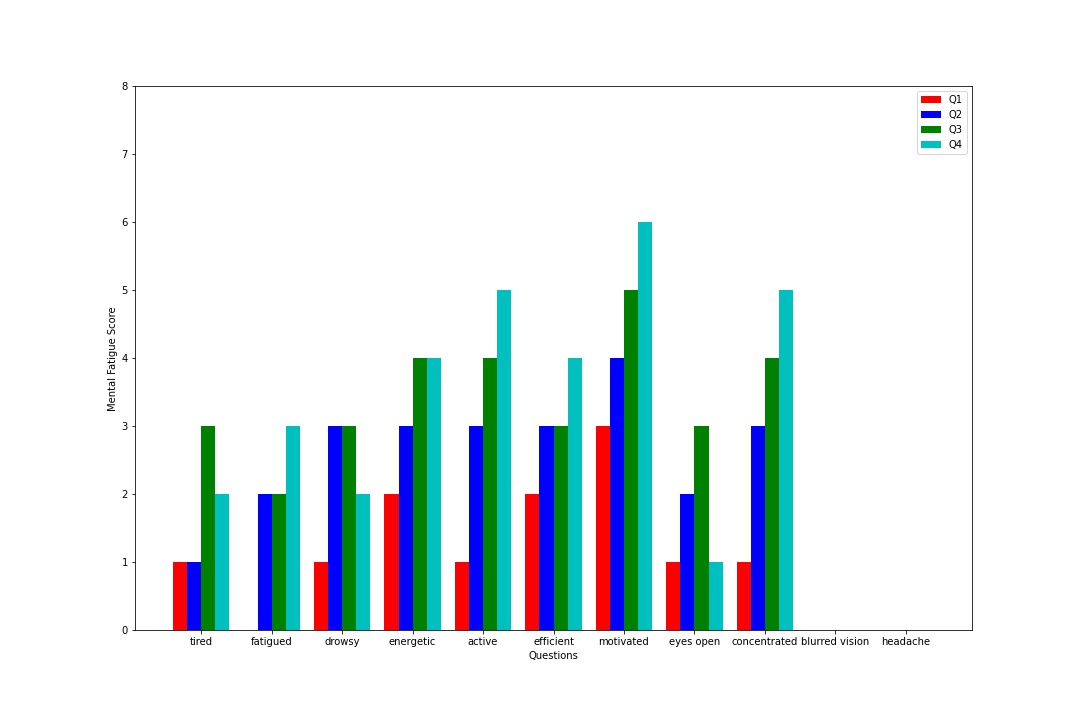 8
7
6
5
4
3
2
1
0
Mental Fatigue Score
Q1
Q2
Q3
Q4
tired fatigued drowsy energetic active efficient motivated eyes open concentrated blurred vision headache
Questions